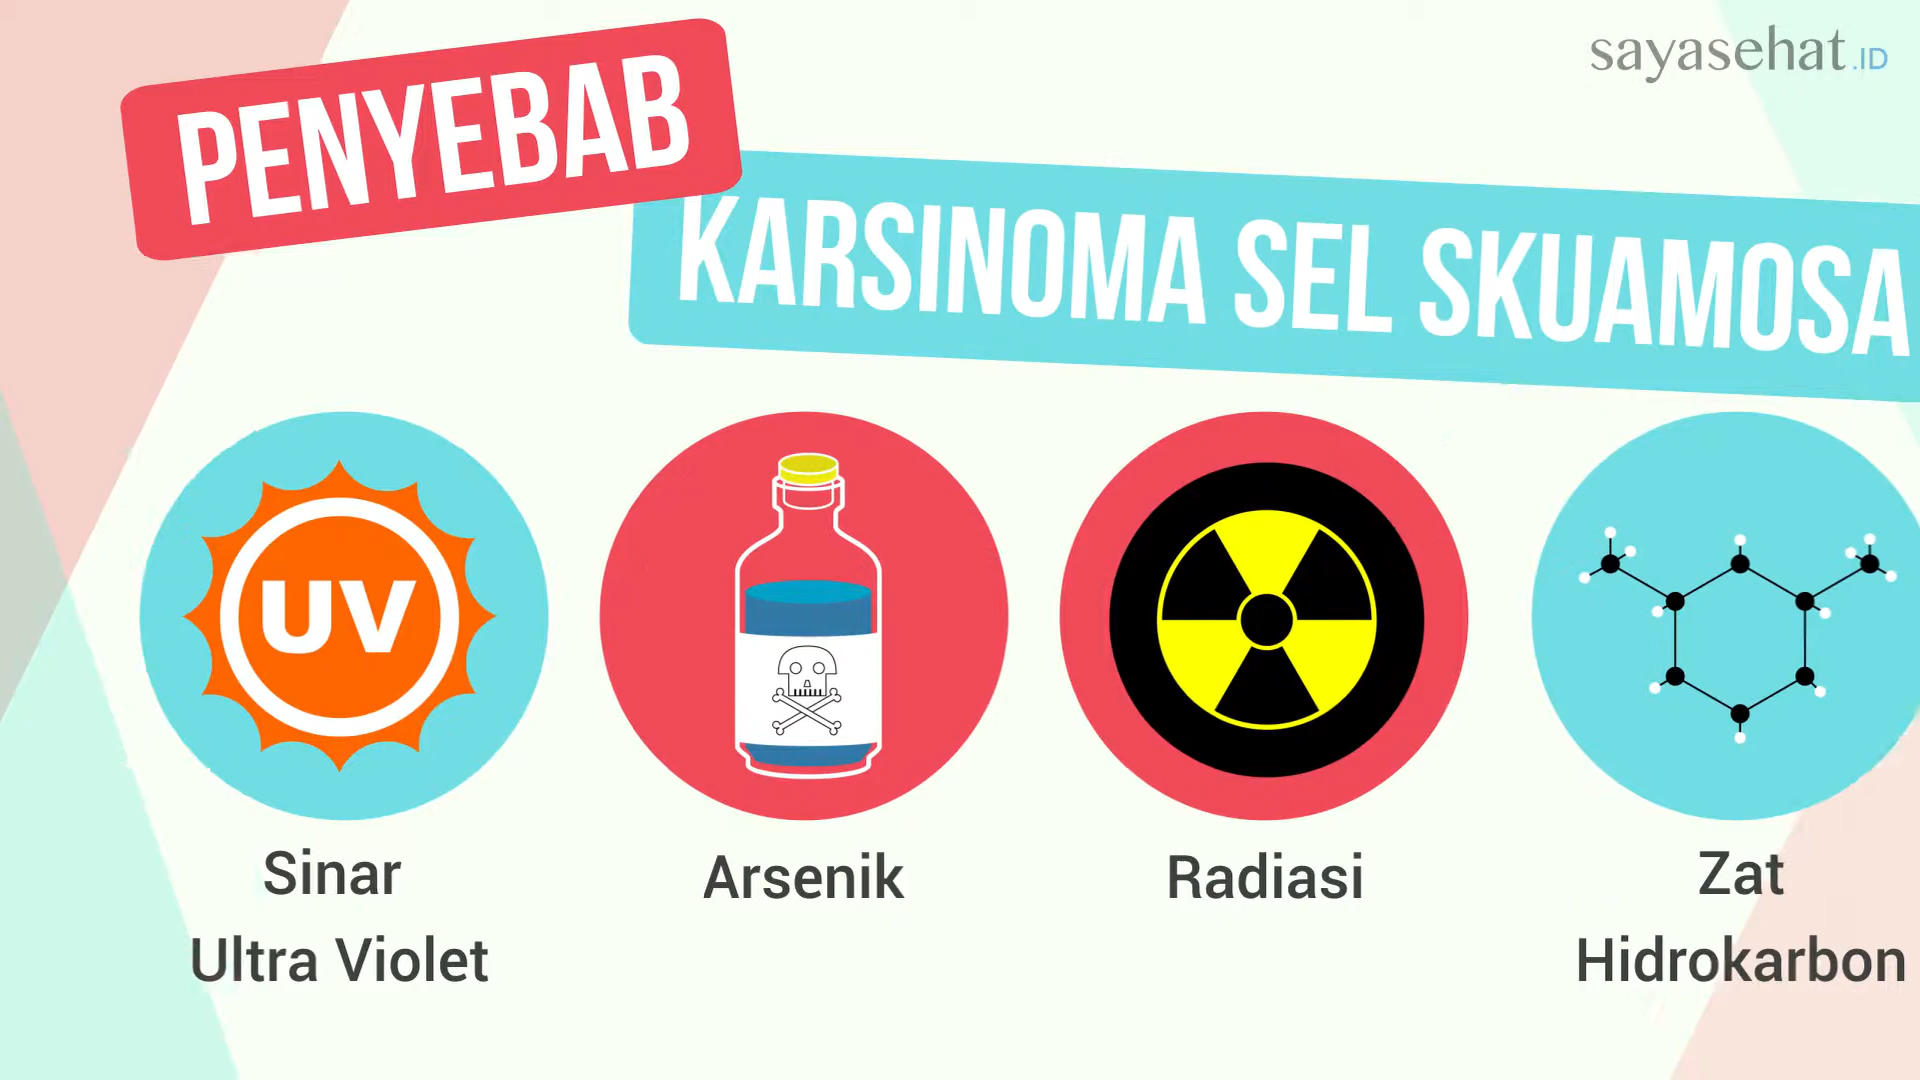 sayasehat.ID
PENYEBAB
KARSINOMA SEL SKUAMOSA
UV
Sinar
Ultra Violet
Arsenik
Radiasi
Zat
Hidrokarbon